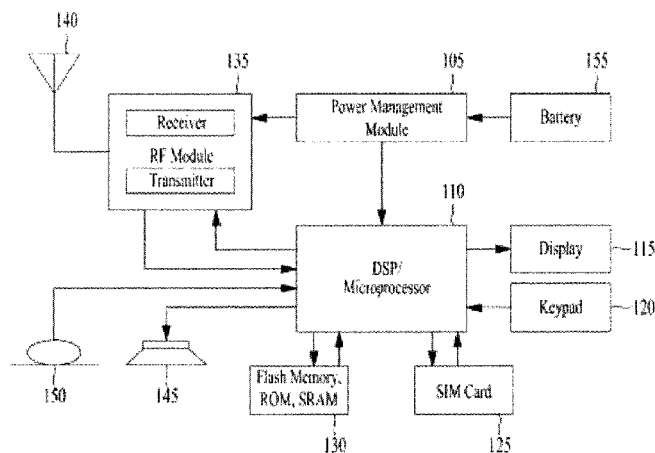 140
135
105
155
Receiver
RF Module
Transmitter
Power Management
Module
Battery
110
DSP/
Microprocessor
Display
115
Keypad
120
150
145
Flash Memory,
ROM, SRAM
130
SIM Card
125